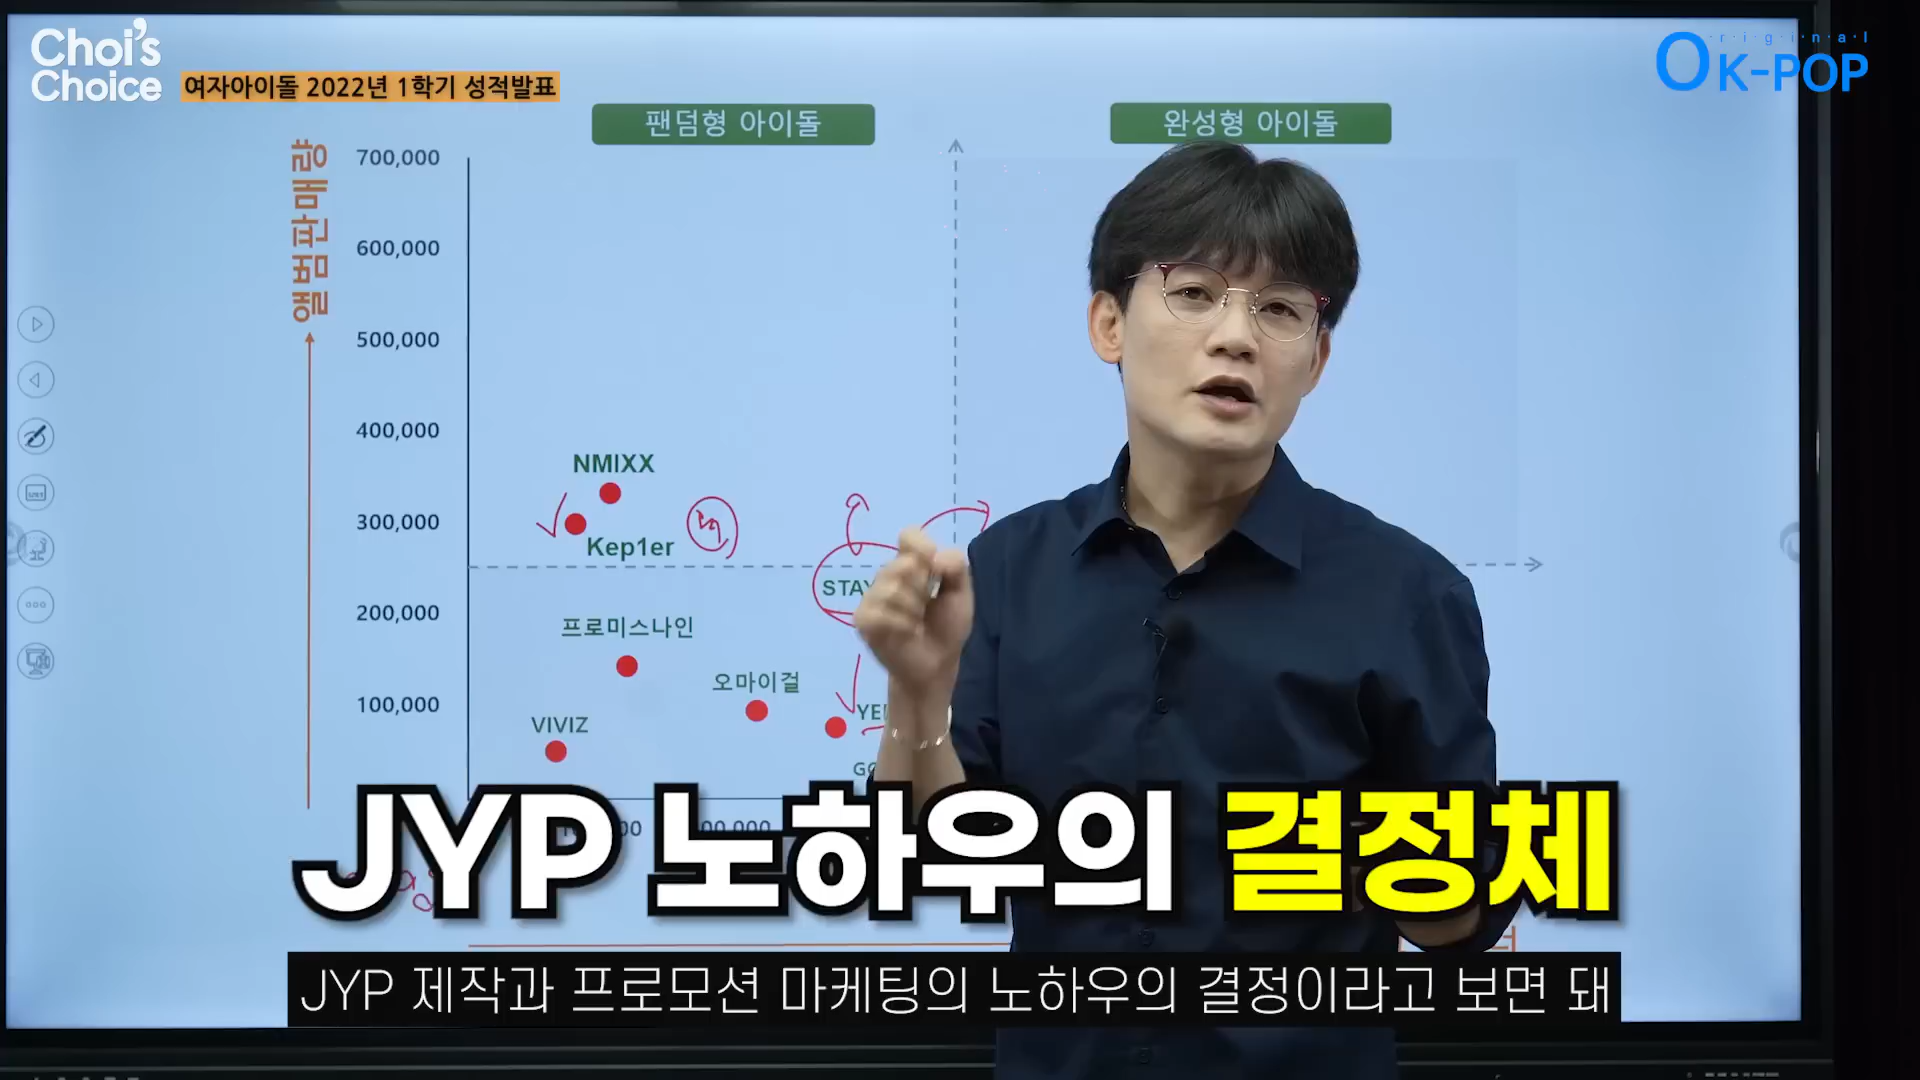 Choi's
Choice
여자아이돌 2022년 1학기 성적발표
Original
K-POP
팬덤형 아이돌
완성형 아이돌
앨범판매량
700,000
600,000
500,000
400,000
300,000
200,000
100,000
NMIXX
Kep1er
STAY
프로미스나인
오마이걸
VIVIZ
JYP 노하우의 결정체
JYP 제작과 프로모션 마케팅의 노하우의 결정이라고 보면 돼